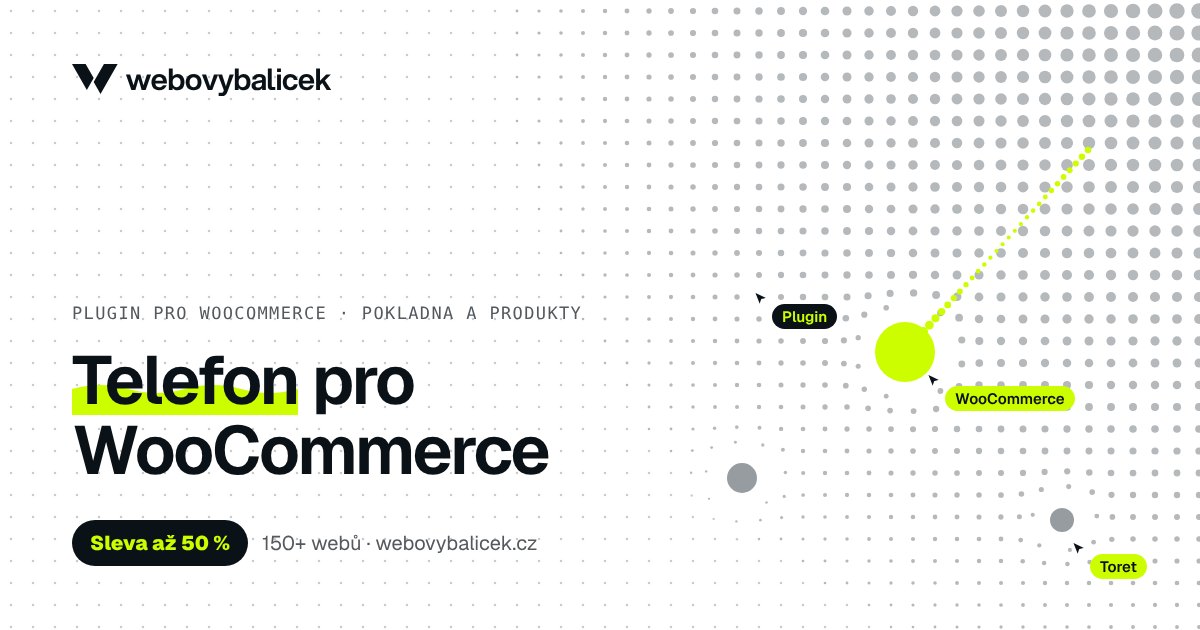 webovybalicek
PLUGIN PRO WOOCOMMERCE · POKLADNA A PRODUKTY
Telefon pro
WooCommerce
Sleva až 50 %
150+ webů · webovybalicek.cz
Plugin
WooCommerce
Toret